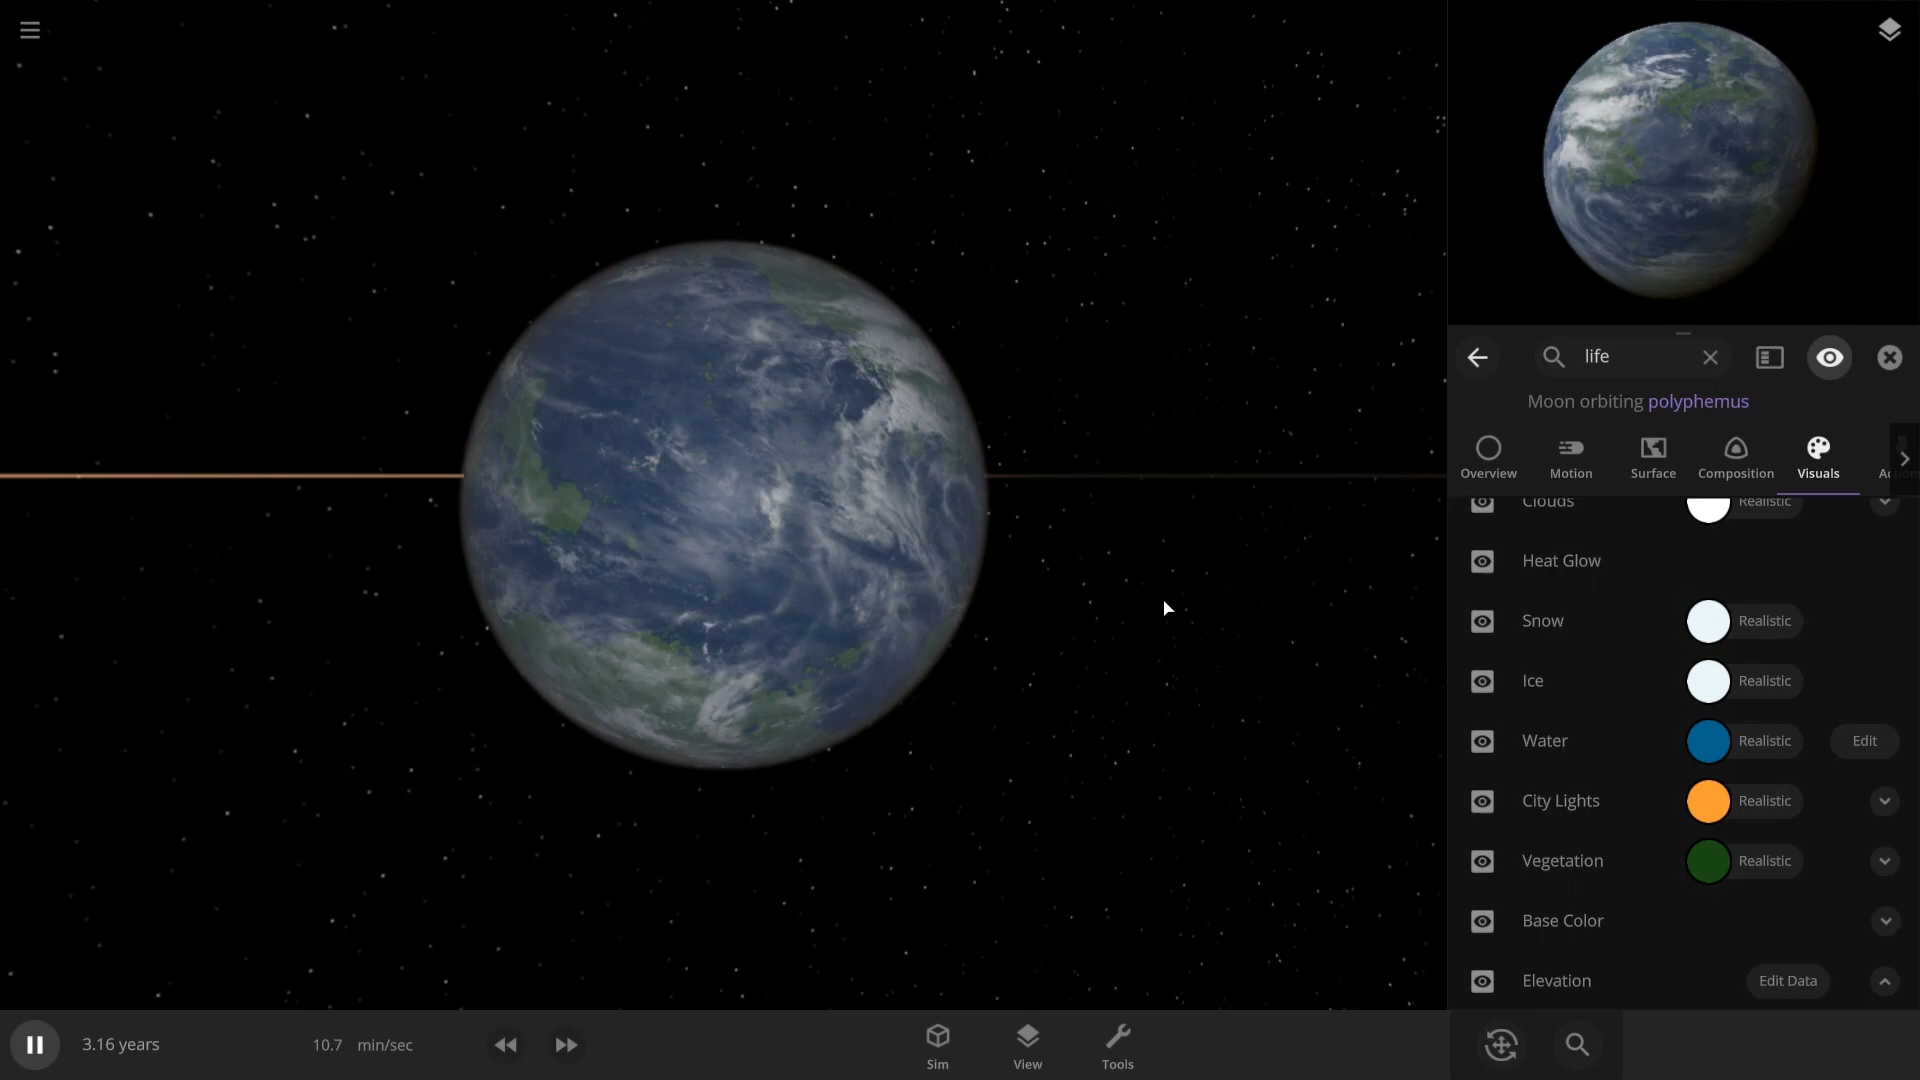 life
Moon orbiting polyphemus
Overview
Motion
Surface
Composition
Visuals
Clouds
Realistic
Heat Glow
Snow
Realistic
Ice
Realistic
Water
Realistic
Edit
City Lights
Realistic
Vegetation
Realistic
Base Color
Elevation
Edit Data
3.16 years
10.7 min/sec
Sim
View
Tools